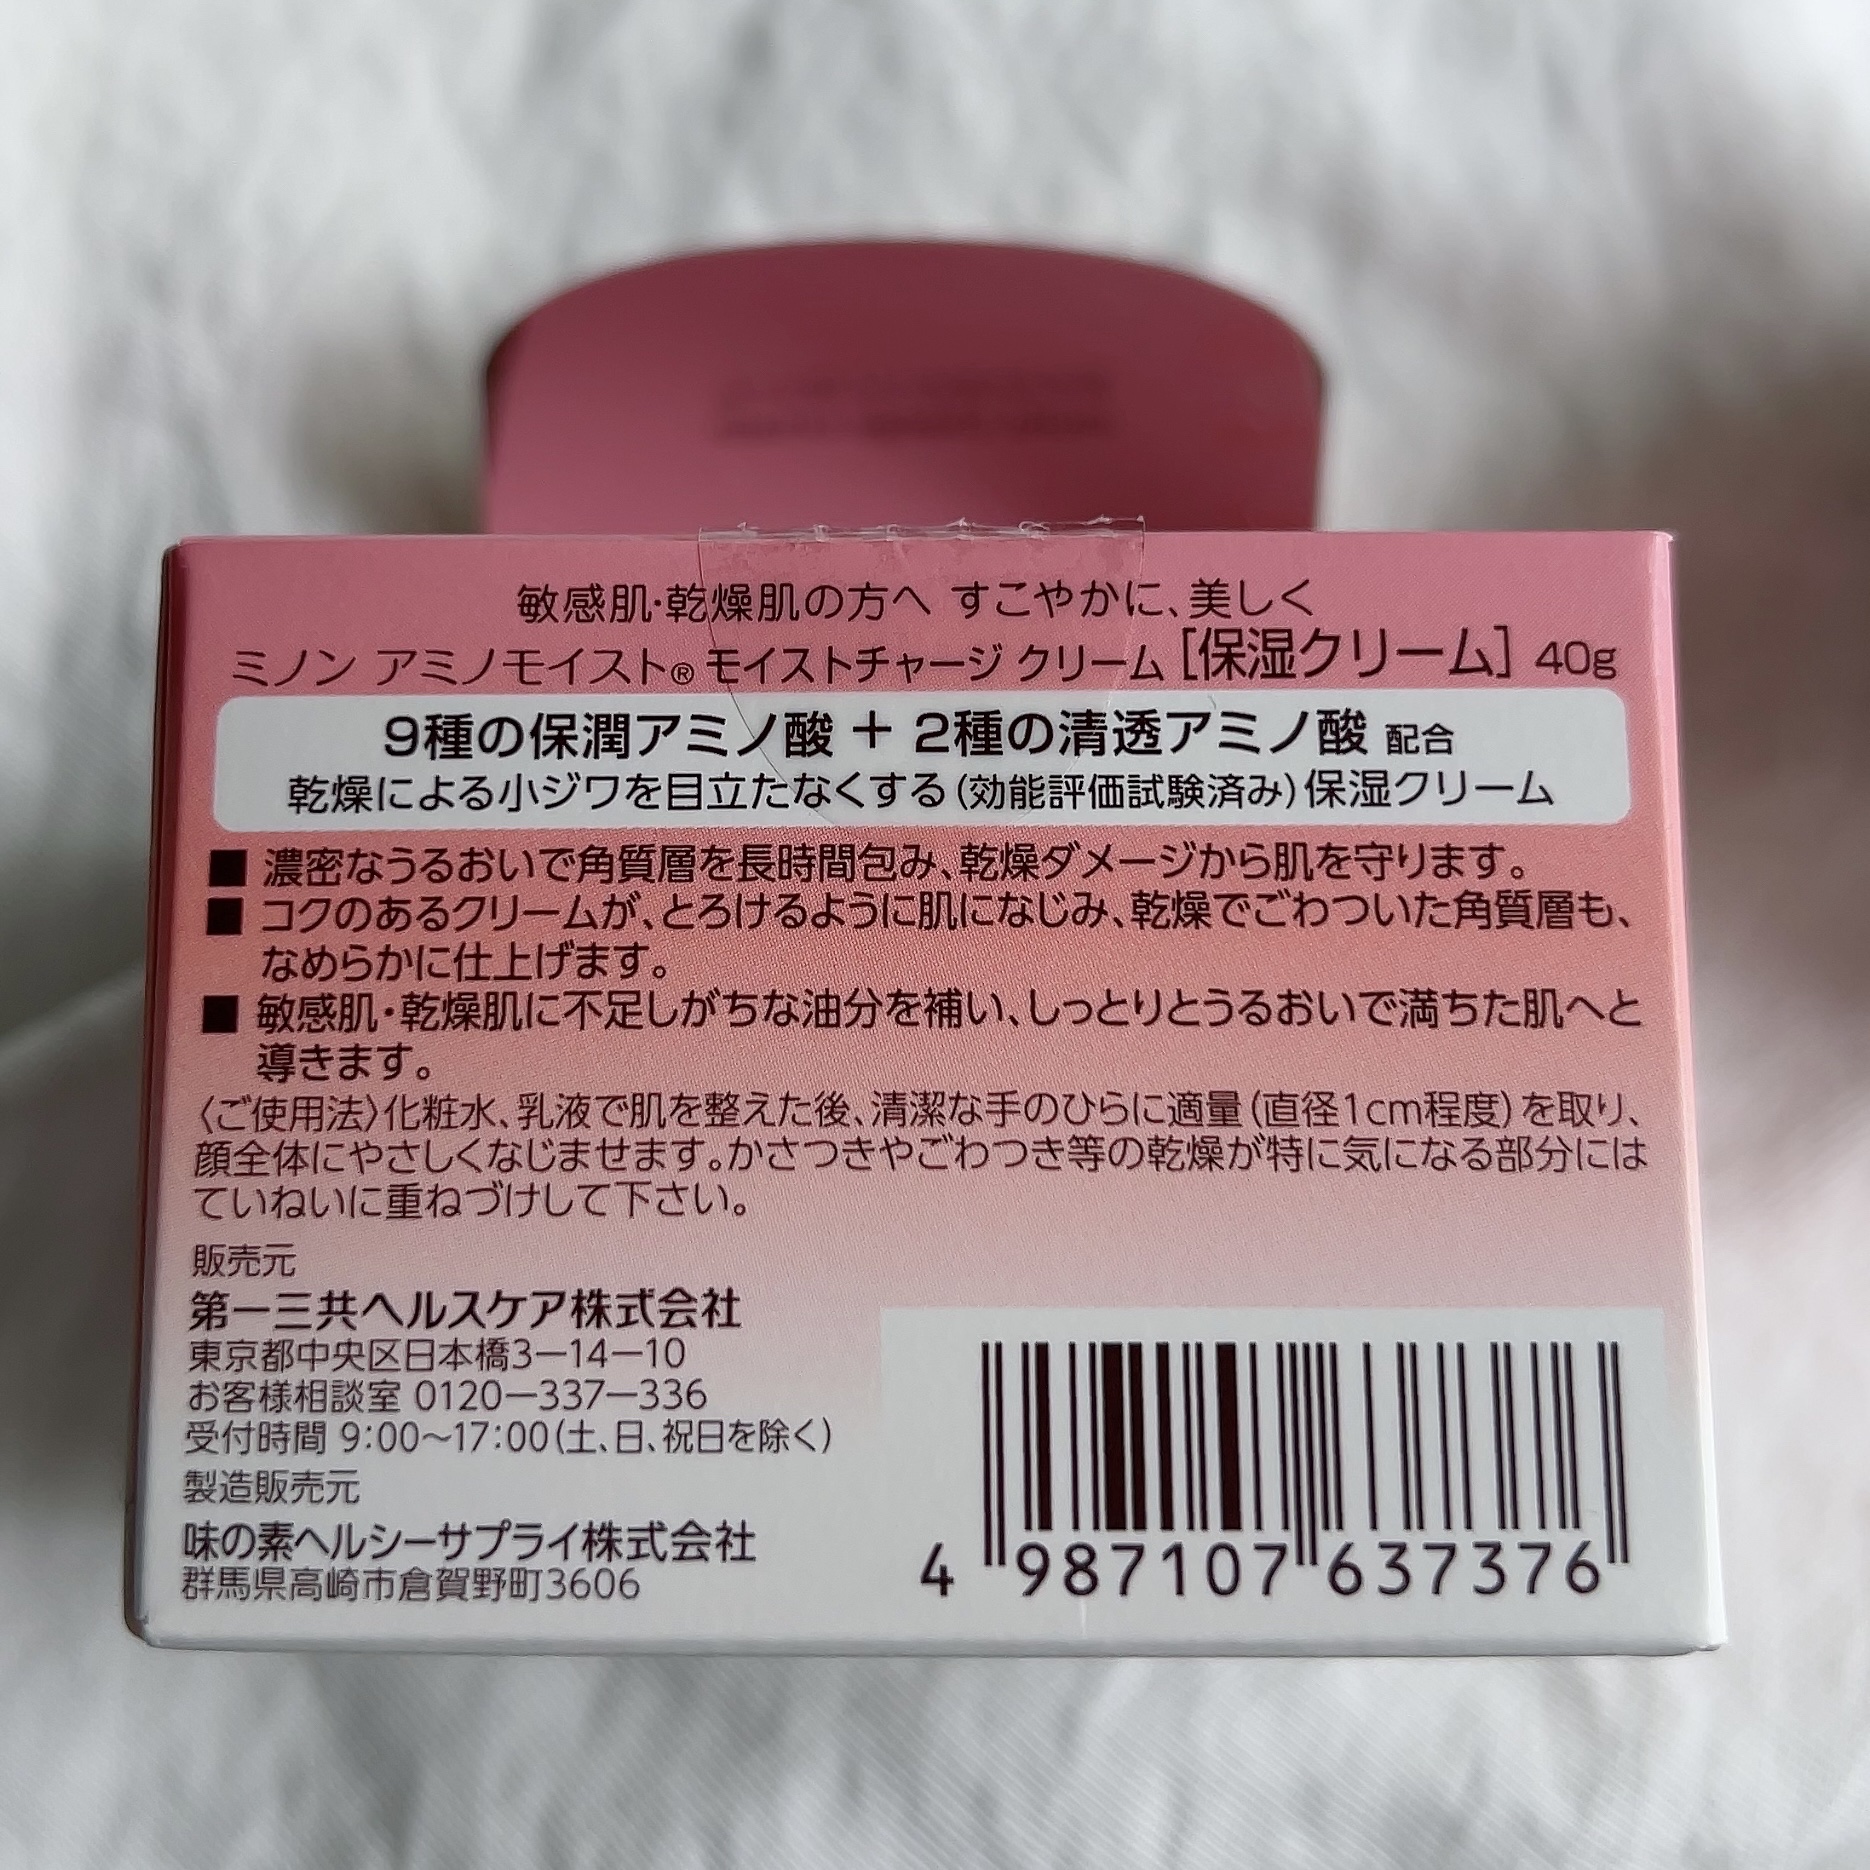 敏感肌・乾燥肌の方へ すこやかに、美しく
ミノン アミノモイスト® モイストチャージ クリーム［保湿クリーム］40g
9種の保潤アミノ酸 ＋ 2種の清透アミノ酸 配合
乾燥による小ジワを目立たなくする（効能評価試験済み）保湿クリーム
■ 濃密なうるおいで角質層を長時間包み、乾燥ダメージから肌を守ります。
■ コクのあるクリームが、とろけるように肌になじみ、乾燥でごわついた角質層も、
なめらかに仕上げます。
■ 敏感肌・乾燥肌に不足しがちな油分を補い、しっとりとうるおいで満ちた肌へと
導きます。
〈ご使用法〉化粧水、乳液で肌を整えた後、清潔な手のひらに適量（直径1cm程度）を取り、
顔全体にやさしくなじませます。かさつきやごわつき等の乾燥が特に気になる部分には
ていねいに重ねづけして下さい。
販売元
第一三共ヘルスケア株式会社
東京都中央区日本橋3−14−10
お客様相談室 0120−337−336
受付時間 9:00〜17:00（土、日、祝日を除く）
製造販売元
味の素ヘルシーサプライ株式会社
群馬県高崎市倉賀野町3606
4 987107 637376